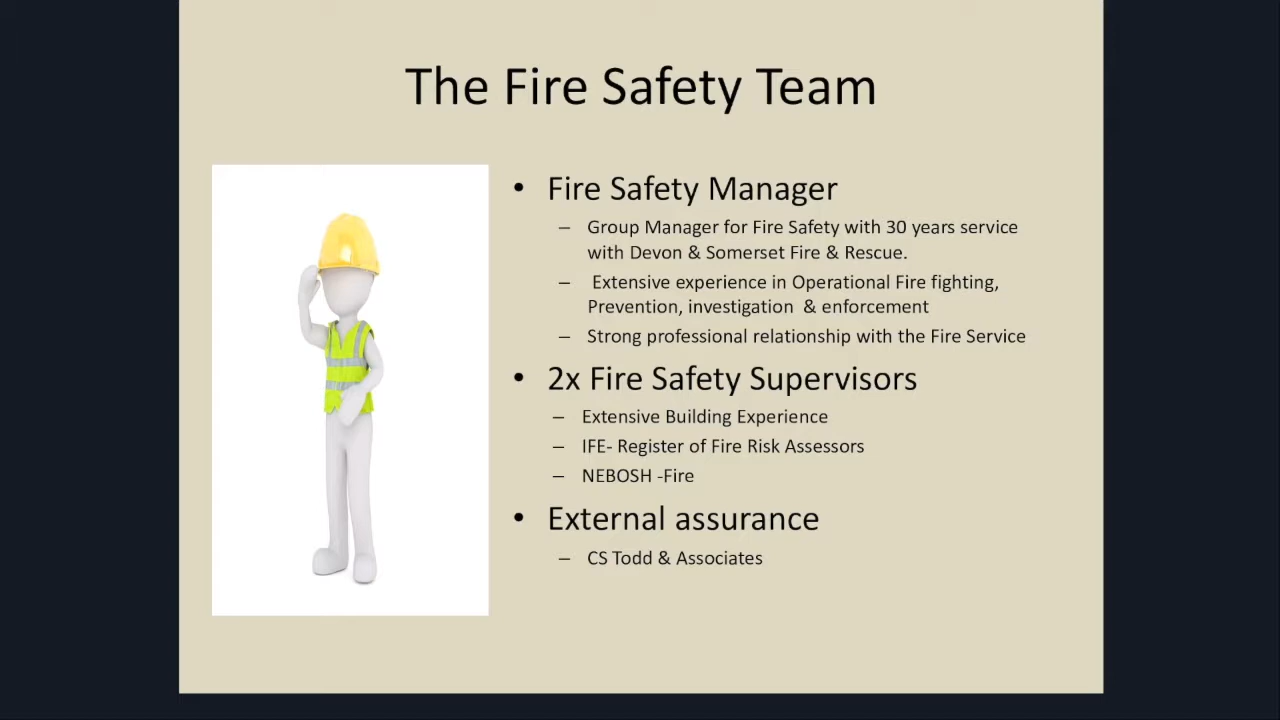 The Fire Safety Team
• Fire Safety Manager
– Group Manager for Fire Safety with 30 years service
with Devon & Somerset Fire & Rescue.
– Extensive experience in Operational Fire fighting,
Prevention, investigation & enforcement
– Strong professional relationship with the Fire Service
• 2x Fire Safety Supervisors
– Extensive Building Experience
– IFE- Register of Fire Risk Assessors
– NEBOSH -Fire
• External assurance
– CS Todd & Associates